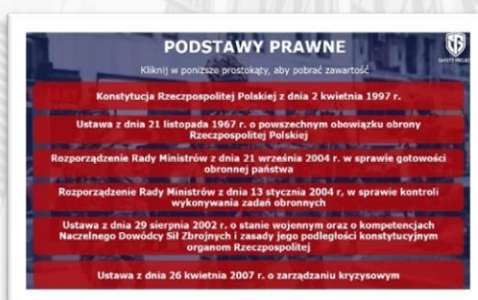 PODSTAWY PRAWNE
Kliknij w poniższe prostokąty, aby pobrać zawartość
Konstytucja Rzeczpospolitej Polskiej z dnia 2 kwietnia 1997 r.
Ustawa z dnia 21 listopada 1967 r. o powszechnym obowiązku obrony
Rzeczpospolitej Polskiej
Rozporządzenie Rady Ministrów z dnia 21 września 2004 r. w sprawie gotowości
obronnej państwa
Rozporządzenie Rady Ministrów z dnia 13 stycznia 2004 r, w sprawie kontroli
wykonywania zadań obronnych
Ustawa z dnia 29 sierpnia 2002 r. o stanie wojennym oraz o kompetencjach
Naczelnego Dowódcy Sił Zbrojnych i zasady jego podległości konstytucyjnym
organom Rzeczpospolitej
Ustawa z dnia 26 kwietnia 2007 r. o zarządzaniu kryzysowym